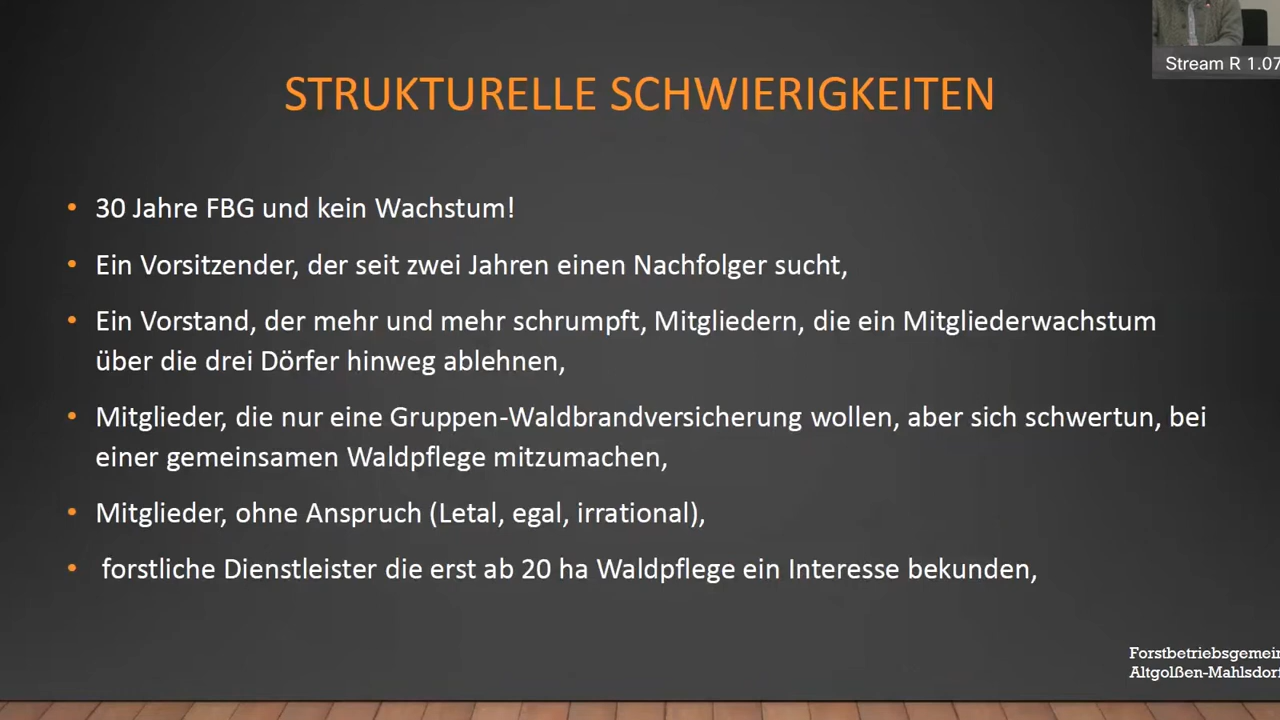 Stream R 1.07
STRUKTURELLE SCHWIERIGKEITEN
• 30 Jahre FBG und kein Wachstum!
• Ein Vorsitzender, der seit zwei Jahren einen Nachfolger sucht,
• Ein Vorstand, der mehr und mehr schrumpft, Mitgliedern, die ein Mitgliederwachstum
über die drei Dörfer hinweg ablehnen,
• Mitglieder, die nur eine Gruppen-Waldbrandversicherung wollen, aber sich schwertun, bei
einer gemeinsamen Waldpflege mitzumachen,
• Mitglieder, ohne Anspruch (Letal, egal, irrational),
• forstliche Dienstleister die erst ab 20 ha Waldpflege ein Interesse bekunden,
Forstbetriebsgemein
Altgolßen-Mahlsdorf